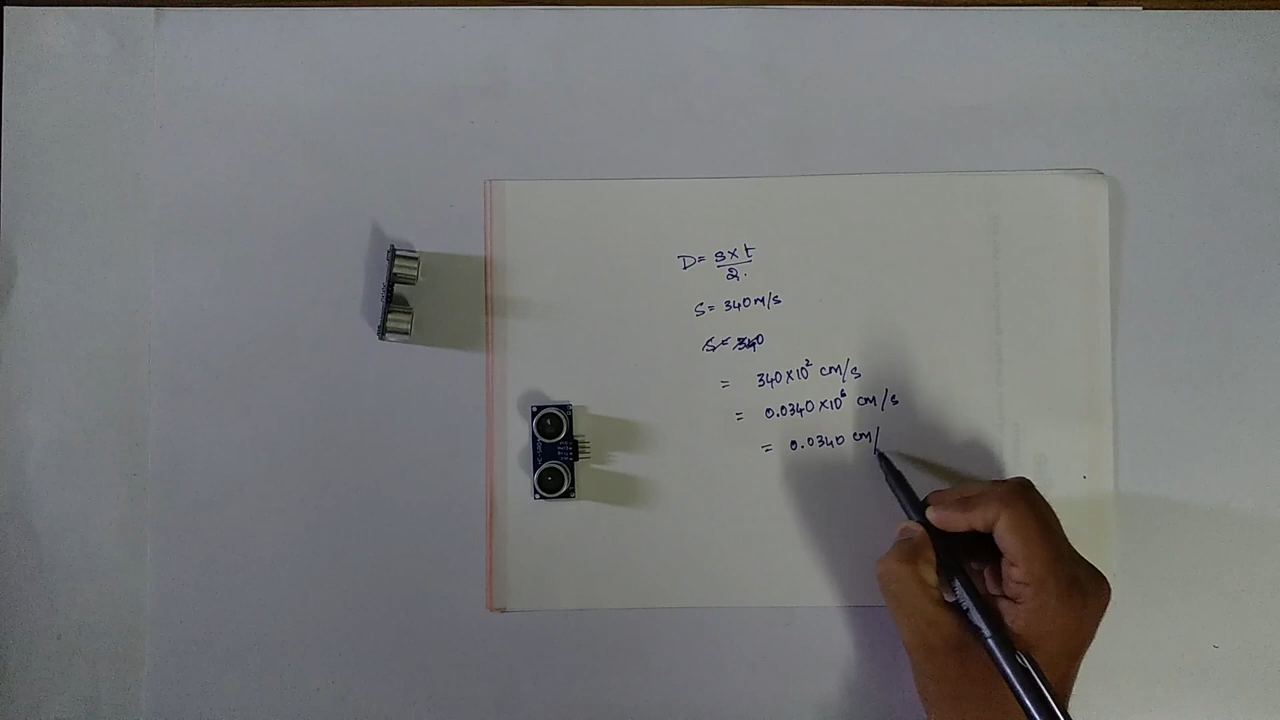 D= s×t/2.
S= 340 m/s
S= 340
= 340×10² cm/s
= 0.0340×10⁶ cm/s
= 0.0340 cm/